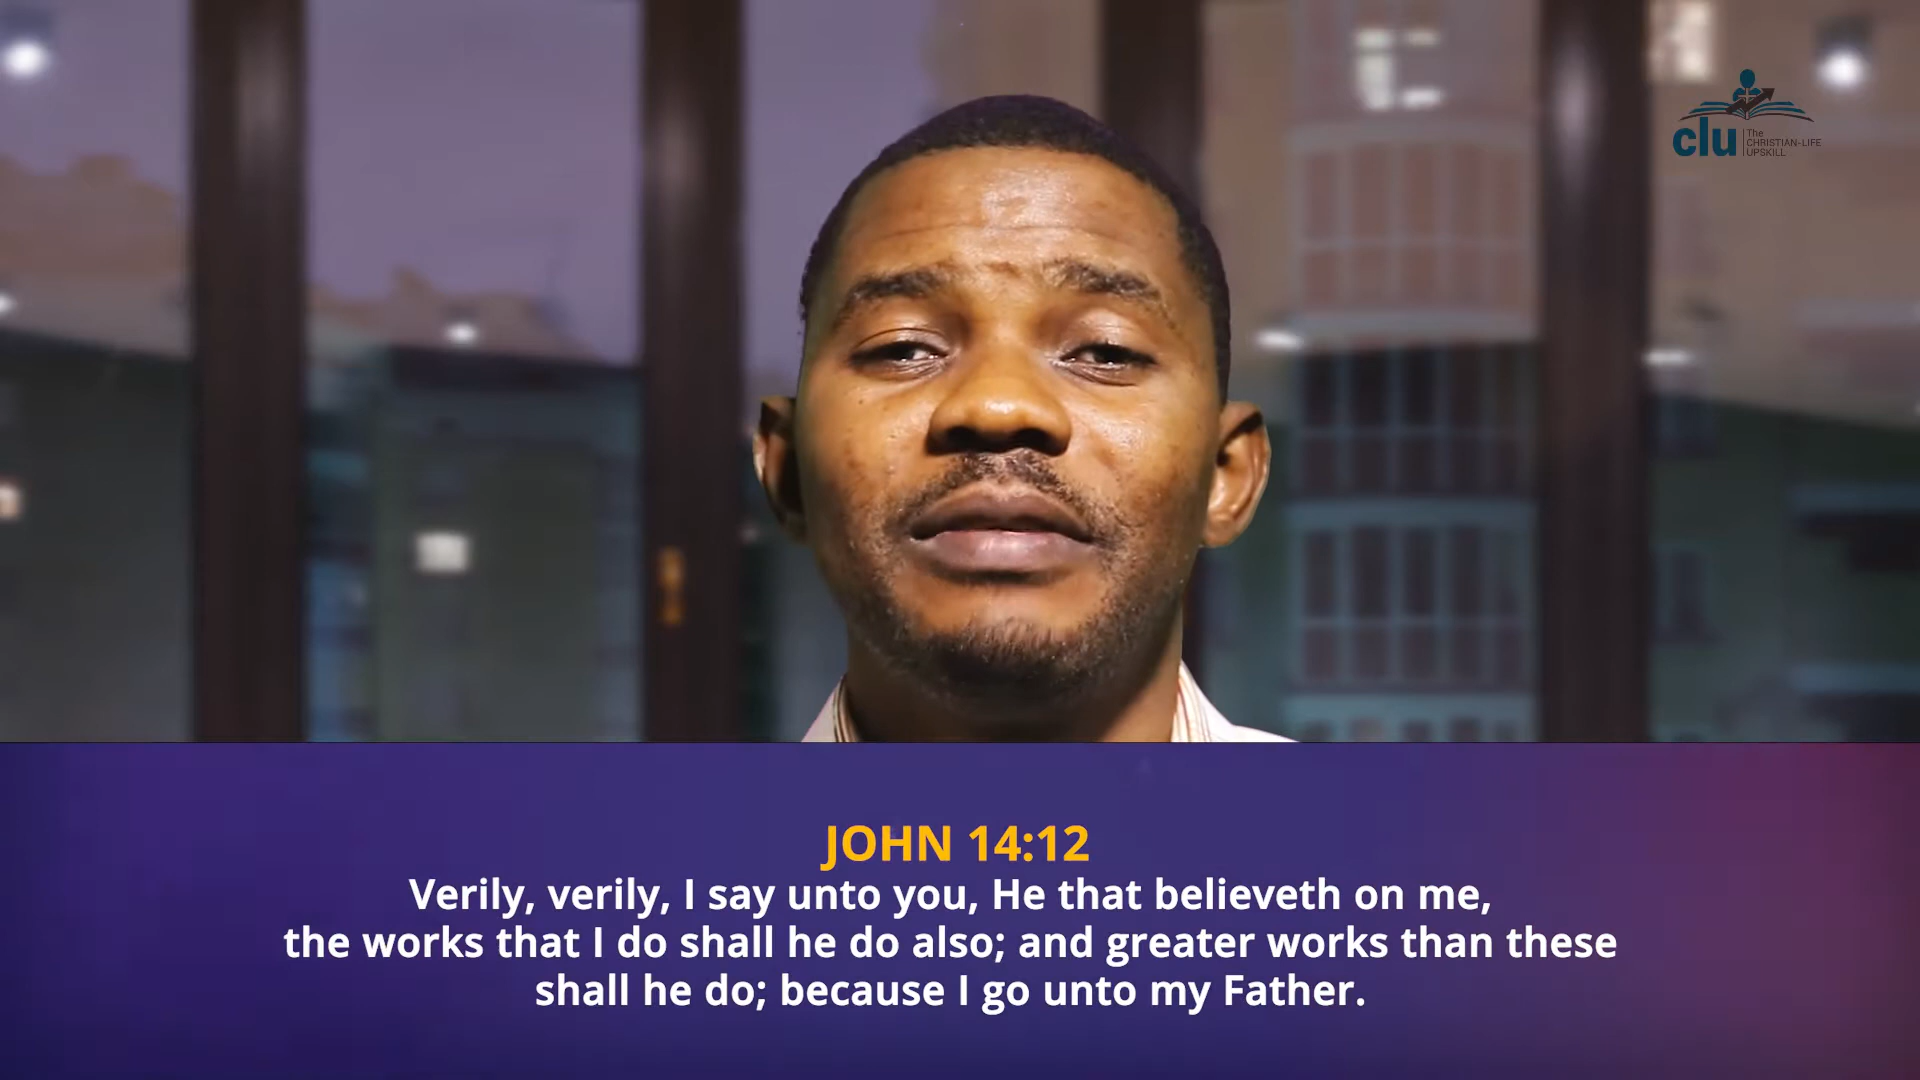 clu
The
CHRISTIAN-LIFE
UPSKILL
JOHN 14:12
Verily, verily, I say unto you, He that believeth on me,
the works that I do shall he do also; and greater works than these
shall he do; because I go unto my Father.